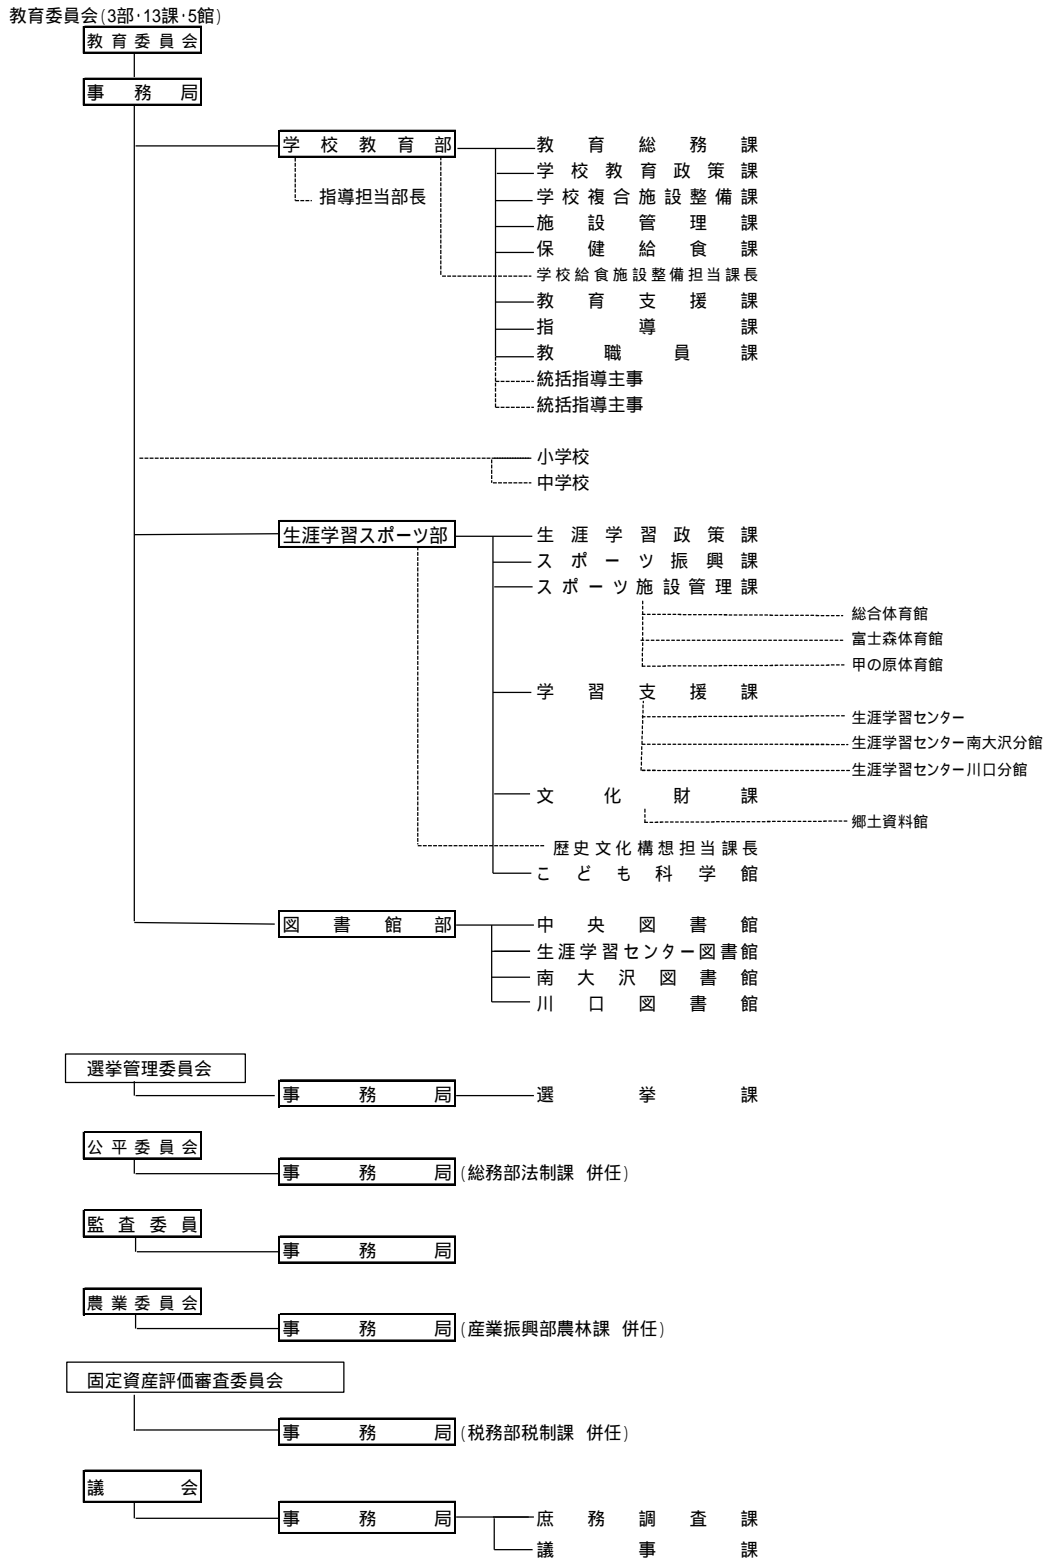 教育委員会(3部・13課・5館)
教育委員会
事務局
学校教育部
教育総務課
学校教育政策課
指導担当部長
学校複合施設整備課
施設管理課
保健給食課
学校給食施設整備担当課長
教育支援課
指導課
教職員課
統括指導主事
統括指導主事
小学校
中学校
生涯学習スポーツ部
生涯学習政策課
スポーツ振興課
スポーツ施設管理課
総合体育館
富士森体育館
甲の原体育館
学習支援課
生涯学習センター
生涯学習センター南大沢分館
生涯学習センター川口分館
文化財課
郷土資料館
歴史文化構想担当課長
こども科学館
図書館部
中央図書館
生涯学習センター図書館
南大沢図書館
川口図書館
選挙管理委員会
事務局
選挙課
公平委員会
事務局(総務部法制課 併任)
監査委員
事務局
農業委員会
事務局(産業振興部農林課 併任)
固定資産評価審査委員会
事務局(税務部税制課 併任)
議会
事務局
庶務調査課
議事課